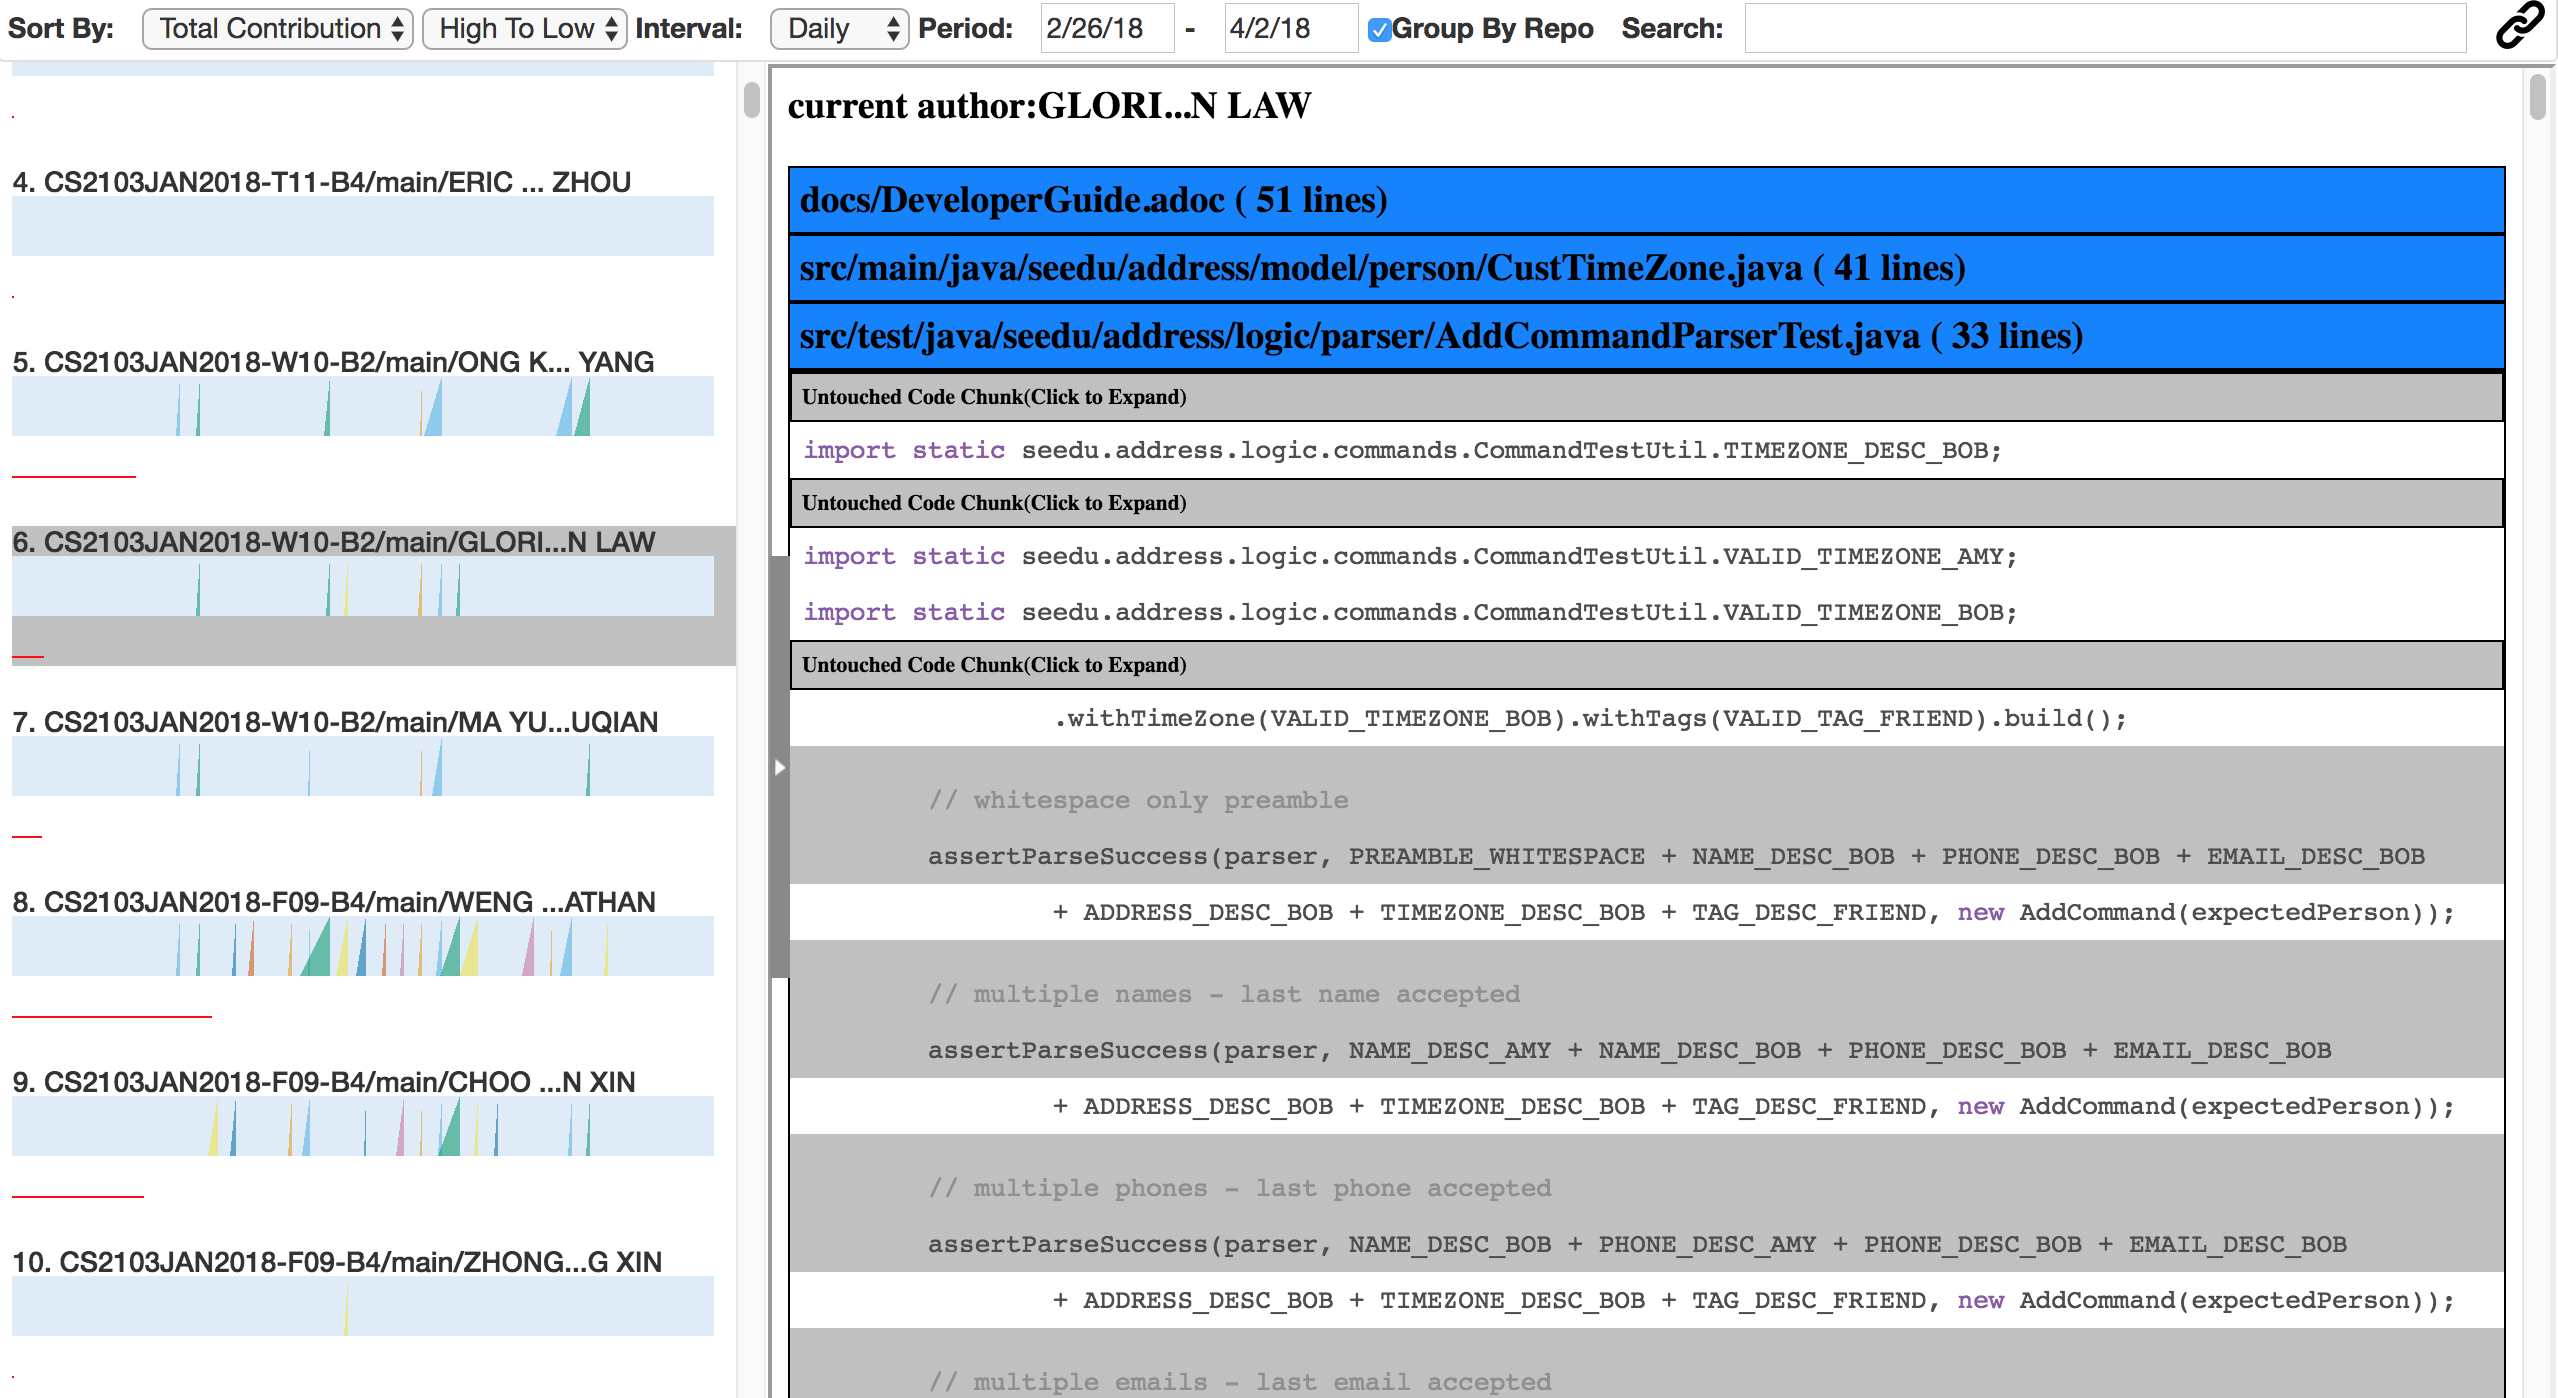 Sort By: Total Contribution High To Low Interval: Daily Period: 2/26/18 - 4/2/18 Group By Repo Search:
4. CS2103JAN2018-T11-B4/main/ERIC ... ZHOU
5. CS2103JAN2018-W10-B2/main/ONG K... YANG
6. CS2103JAN2018-W10-B2/main/GLORI...N LAW
7. CS2103JAN2018-W10-B2/main/MA YU...UQIAN
8. CS2103JAN2018-F09-B4/main/WENG ...ATHAN
9. CS2103JAN2018-F09-B4/main/CHOO ...N XIN
10. CS2103JAN2018-F09-B4/main/ZHONG...G XIN
current author:GLORI...N LAW
docs/DeveloperGuide.adoc ( 51 lines)
src/main/java/seedu/address/model/person/CustTimeZone.java ( 41 lines)
src/test/java/seedu/address/logic/parser/AddCommandParserTest.java ( 33 lines)
Untouched Code Chunk(Click to Expand)
import static seedu.address.logic.commands.CommandTestUtil.TIMEZONE_DESC_BOB;
Untouched Code Chunk(Click to Expand)
import static seedu.address.logic.commands.CommandTestUtil.VALID_TIMEZONE_AMY;
import static seedu.address.logic.commands.CommandTestUtil.VALID_TIMEZONE_BOB;
Untouched Code Chunk(Click to Expand)
.withTimeZone(VALID_TIMEZONE_BOB).withTags(VALID_TAG_FRIEND).build();
// whitespace only preamble
assertParseSuccess(parser, PREAMBLE_WHITESPACE + NAME_DESC_BOB + PHONE_DESC_BOB + EMAIL_DESC_BOB
+ ADDRESS_DESC_BOB + TIMEZONE_DESC_BOB + TAG_DESC_FRIEND, new AddCommand(expectedPerson));
// multiple names - last name accepted
assertParseSuccess(parser, NAME_DESC_AMY + NAME_DESC_BOB + PHONE_DESC_BOB + EMAIL_DESC_BOB
+ ADDRESS_DESC_BOB + TIMEZONE_DESC_BOB + TAG_DESC_FRIEND, new AddCommand(expectedPerson));
// multiple phones - last phone accepted
assertParseSuccess(parser, NAME_DESC_BOB + PHONE_DESC_AMY + PHONE_DESC_BOB + EMAIL_DESC_BOB
+ ADDRESS_DESC_BOB + TIMEZONE_DESC_BOB + TAG_DESC_FRIEND, new AddCommand(expectedPerson));
// multiple emails - last email accepted